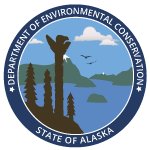 DEPARTMENT OF ENVIRONMENTAL CONSERVATION
STATE OF ALASKA